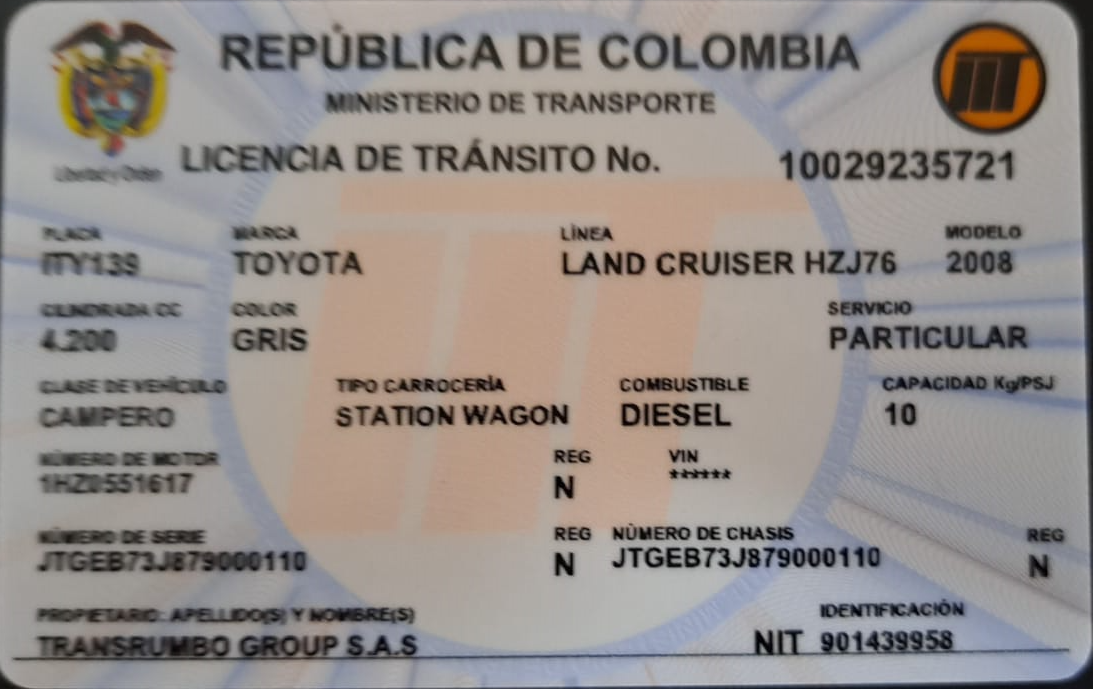 REPÚBLICA DE COLOMBIA
MINISTERIO DE TRANSPORTE
Libertad y Orden
LICENCIA DE TRÁNSITO No. 10029235721
PLACA MARCA LÍNEA MODELO
ITY139 TOYOTA LAND CRUISER HZJ76 2008
CILINDRADA CC COLOR SERVICIO
4.200 GRIS PARTICULAR
CLASE DE VEHÍCULO TIPO CARROCERÍA COMBUSTIBLE CAPACIDAD Kg/PSJ
CAMPERO STATION WAGON DIESEL 10
NÚMERO DE MOTOR REG VIN
1HZ0551617 N ******
NÚMERO DE SERIE REG NÚMERO DE CHASIS REG
JTGEB73J879000110 N JTGEB73J879000110 N
PROPIETARIO: APELLIDO(S) Y NOMBRE(S) IDENTIFICACIÓN
TRANSRUMBO GROUP S.A.S NIT 901439958